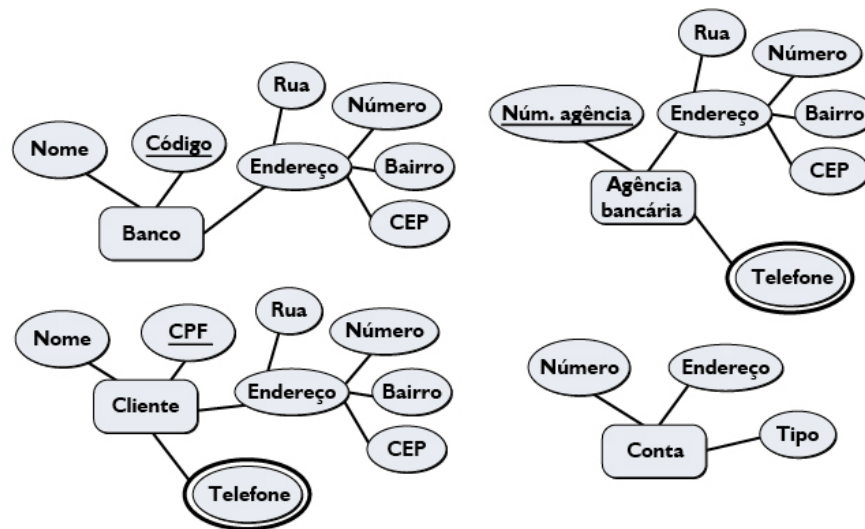 Rua
Número
Nome
Código
Endereço
Bairro
Banco
CEP
Rua
Número
Núm. agência
Endereço
Bairro
Agência
bancária
CEP
Telefone
Rua
Nome
CPF
Número
Cliente
Endereço
Bairro
CEP
Telefone
Número
Endereço
Conta
Tipo